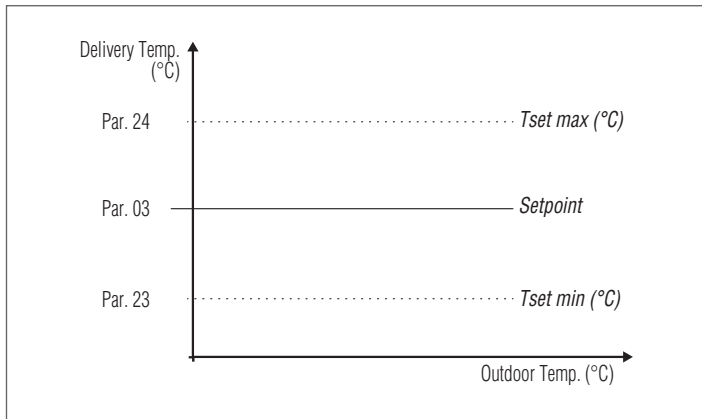 Delivery Temp.
(°C)
Par. 24
Tset max (°C)
Par. 03
Setpoint
Par. 23
Tset min (°C)
Outdoor Temp. (°C)